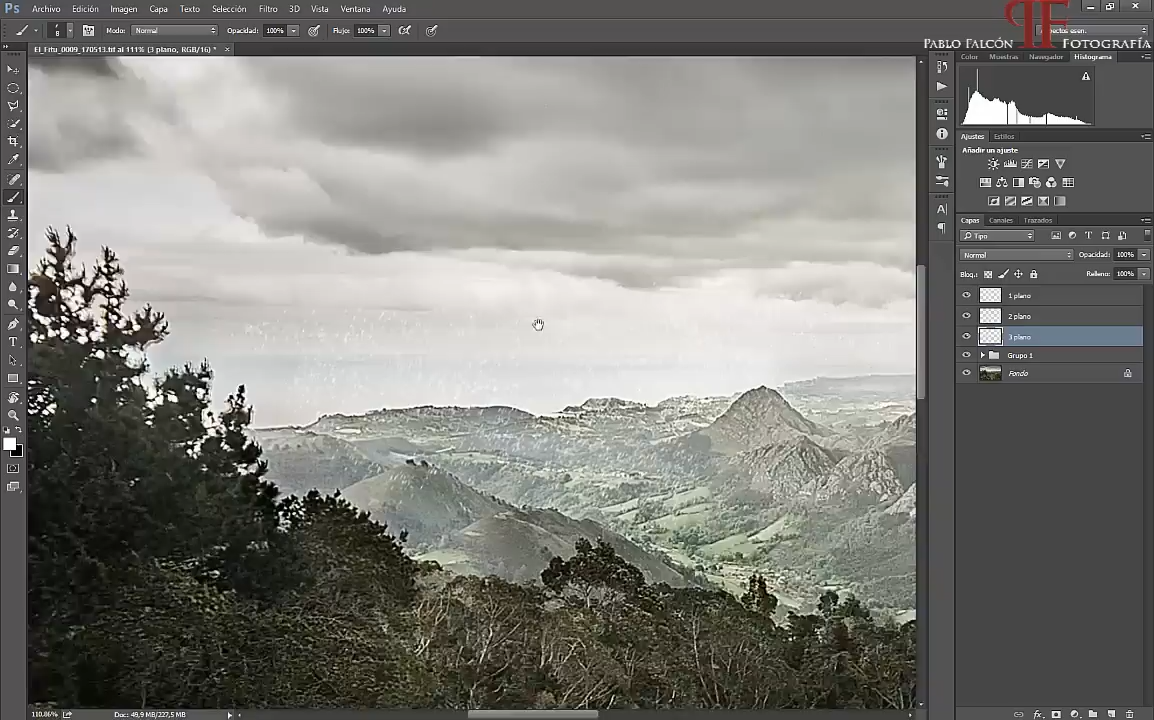 Ps Archivo Edición Imagen Capa Texto Selección Filtro 3D Vista Ventana Ayuda
8 Modo: Normal Opacidad: 100% Flujo: 100%
PF
PABLO FALCÓN FOTOGRAFÍA
El_Fitu_0009_170513.tif al 111% (3 plano, RGB/16) *
Color Muestras Navegador Histograma
Ajustes Estilos
Añadir un ajuste
Capas Canales Trazados
Tipo
Normal Opacidad: 100%
Bloq.: Relleno: 100%
1 plano
2 plano
3 plano
Grupo 1
Fondo
110,86% Doc: 49,9 MB/227,5 MB